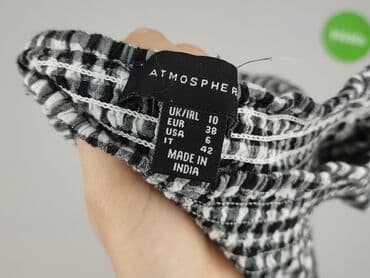 ATMOSPHER
UK/IRL 10
EUR 38
USA 6
IT 42
MADE IN
INDIA